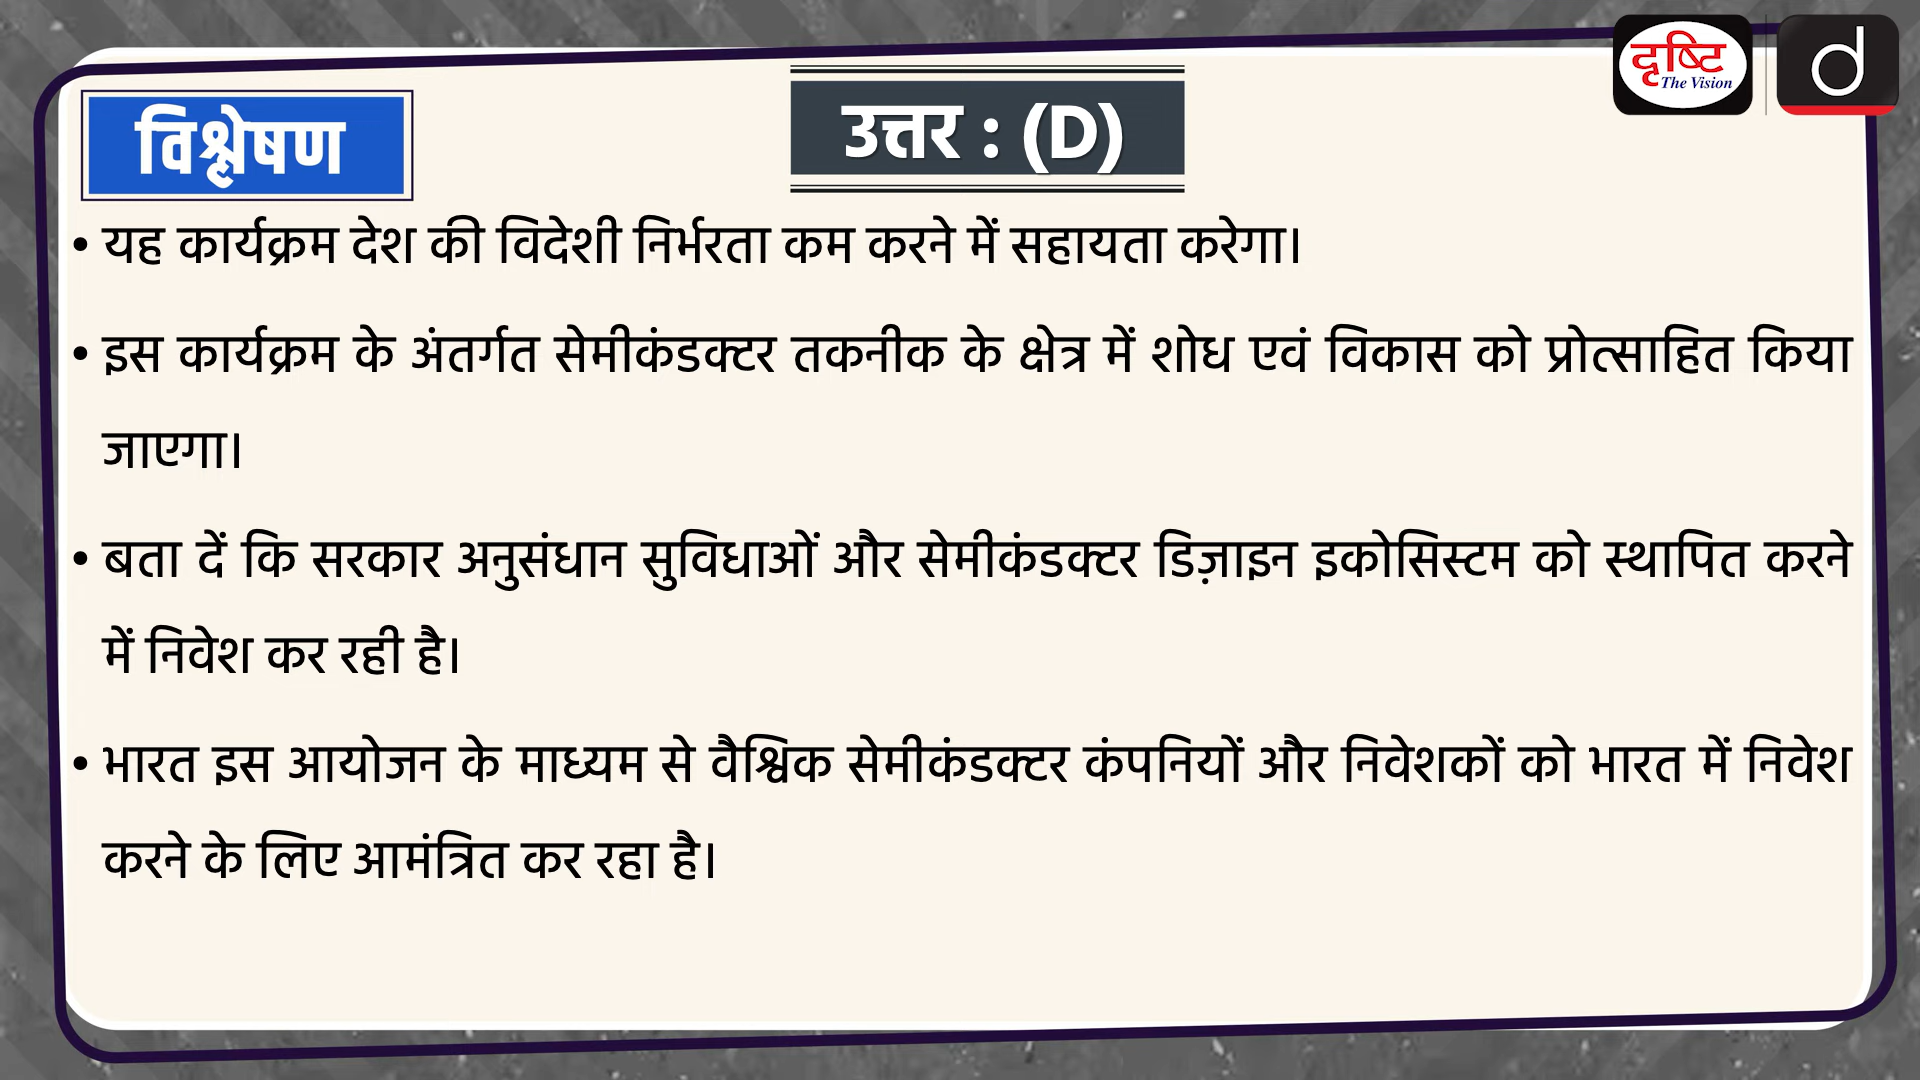 दृष्टि
The Vision
d
विश्लेषण
उत्तर : (D)
• यह कार्यक्रम देश की विदेशी निर्भरता कम करने में सहायता करेगा।
• इस कार्यक्रम के अंतर्गत सेमीकंडक्टर तकनीक के क्षेत्र में शोध एवं विकास को प्रोत्साहित किया
जाएगा।
• बता दें कि सरकार अनुसंधान सुविधाओं और सेमीकंडक्टर डिज़ाइन इकोसिस्टम को स्थापित करने
में निवेश कर रही है।
• भारत इस आयोजन के माध्यम से वैश्विक सेमीकंडक्टर कंपनियों और निवेशकों को भारत में निवेश
करने के लिए आमंत्रित कर रहा है।